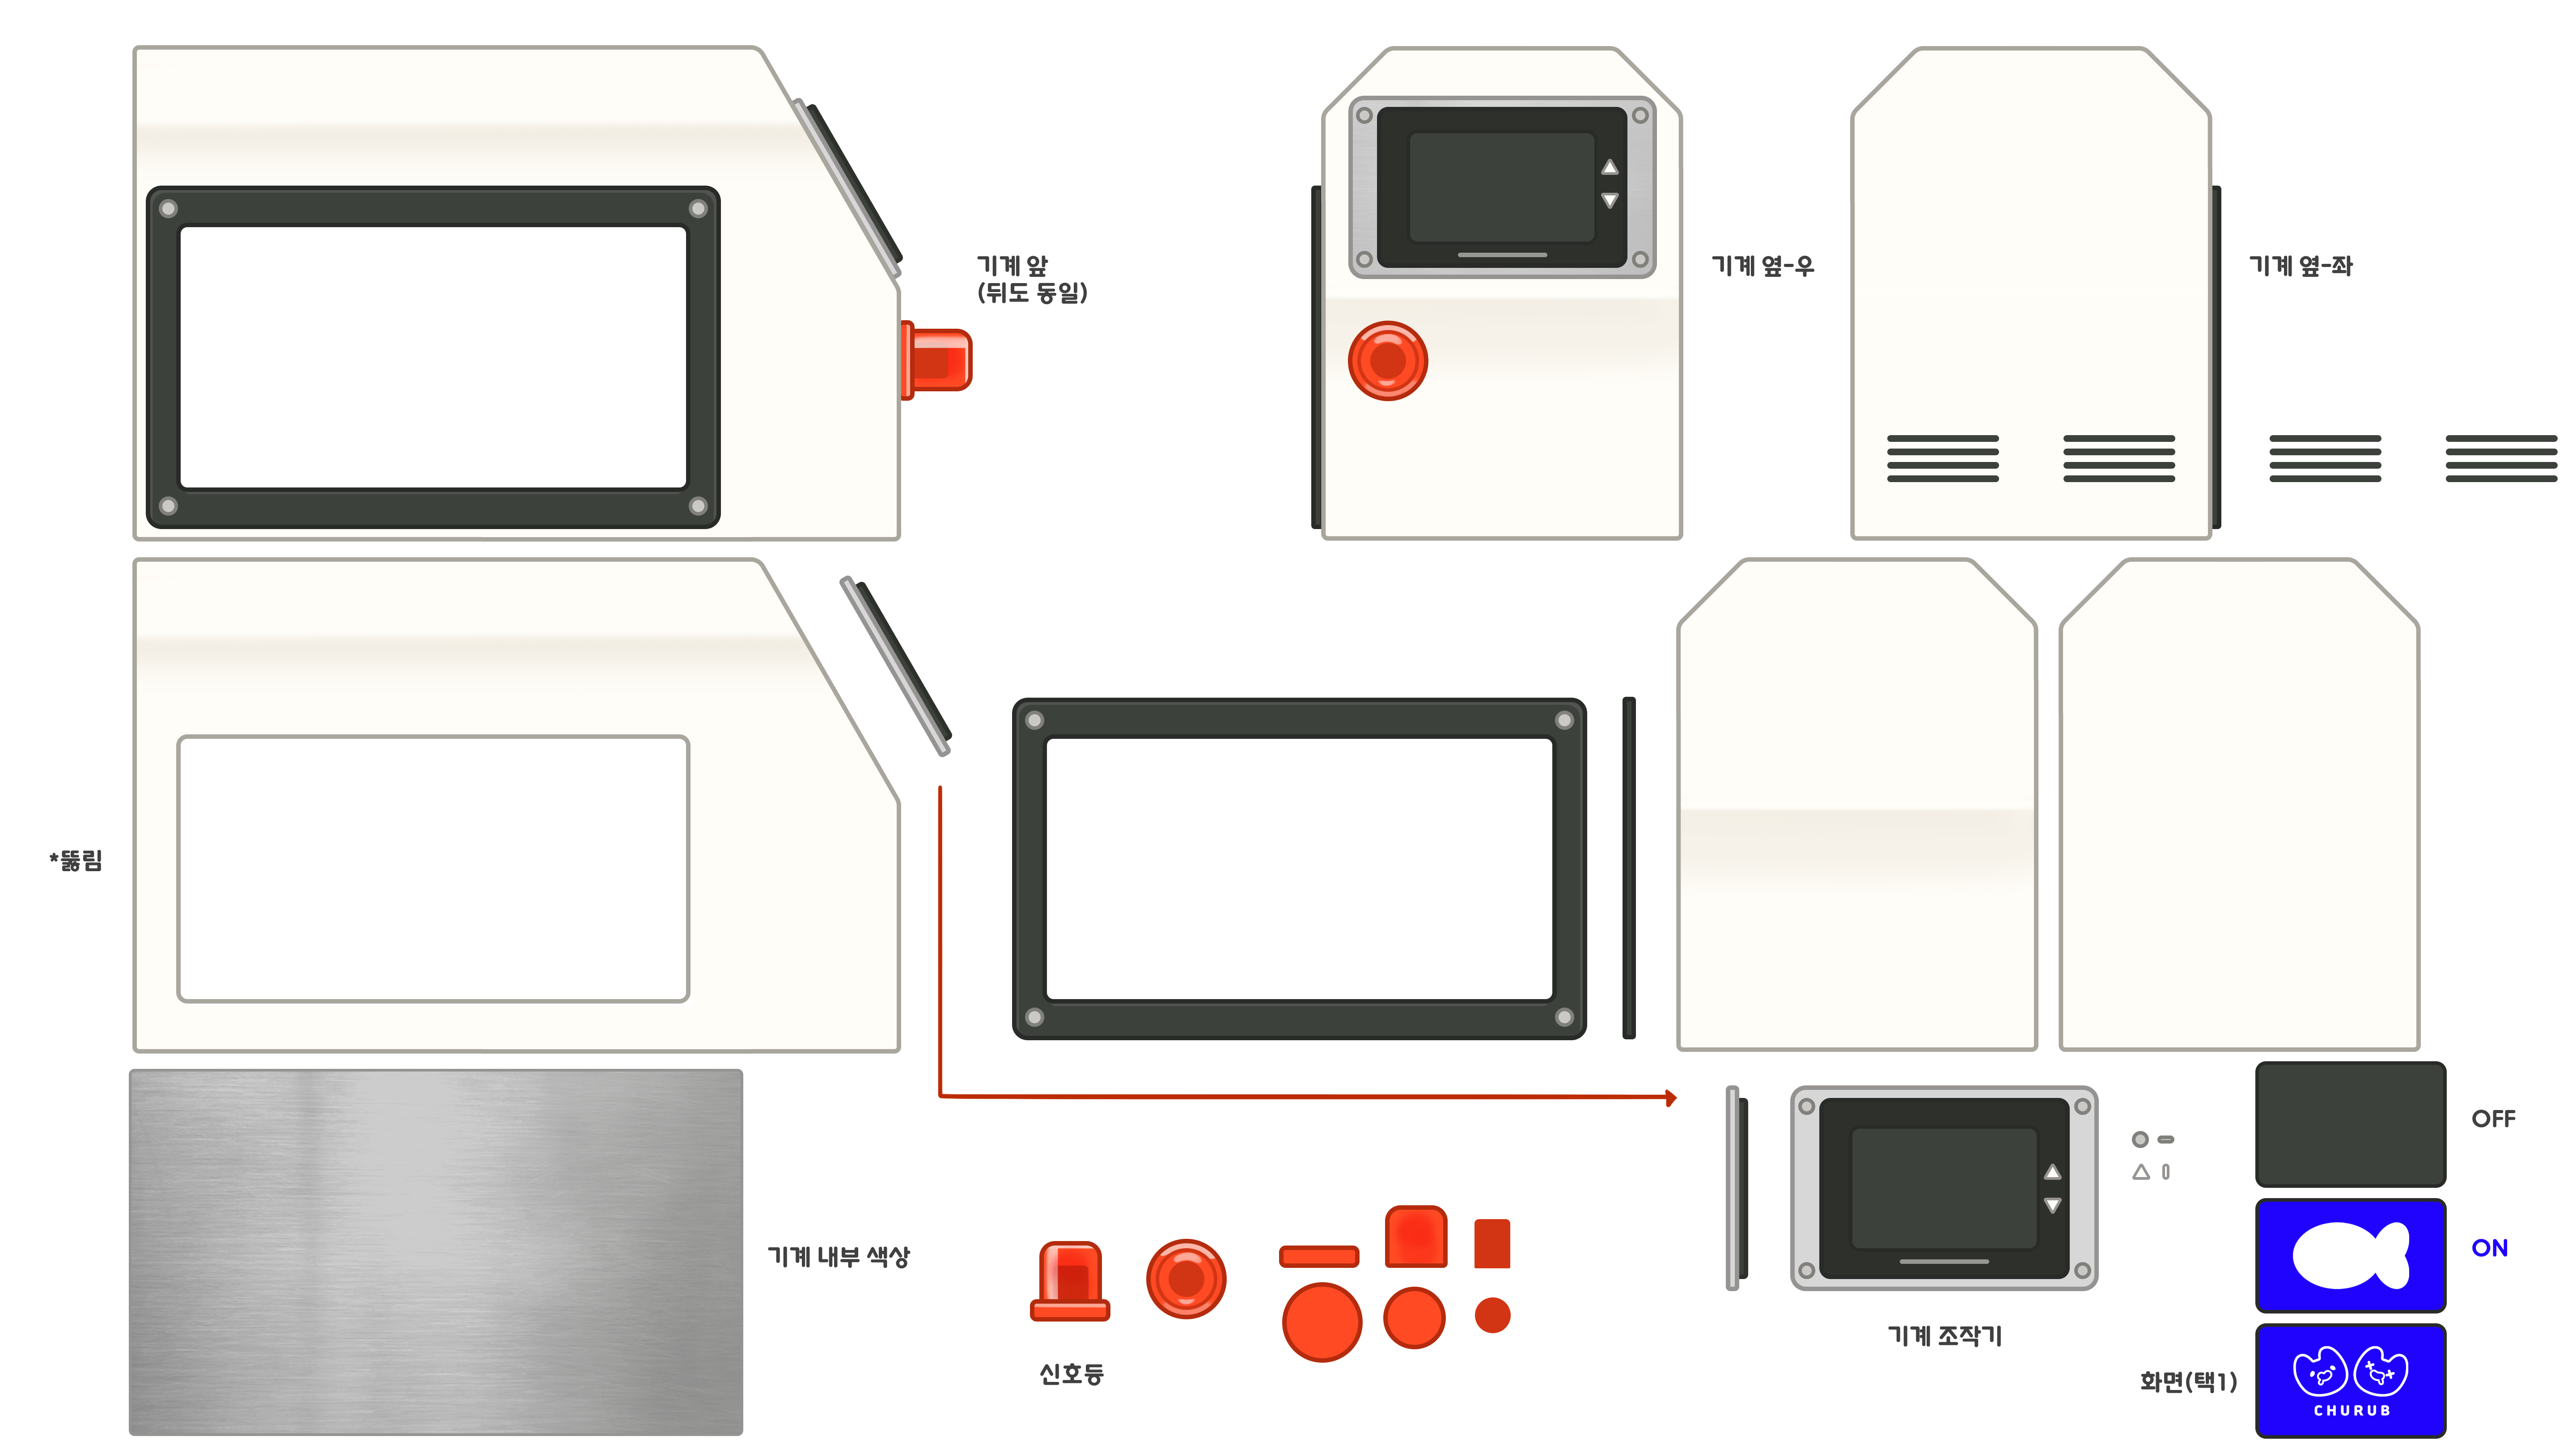 기계 앞
(뒤도 동일)
기계 옆-우
기계 옆-좌
*뚫림
기계 내부 색상
신호등
기계 조작기
OFF
ON
화면(택1)
CHURUB